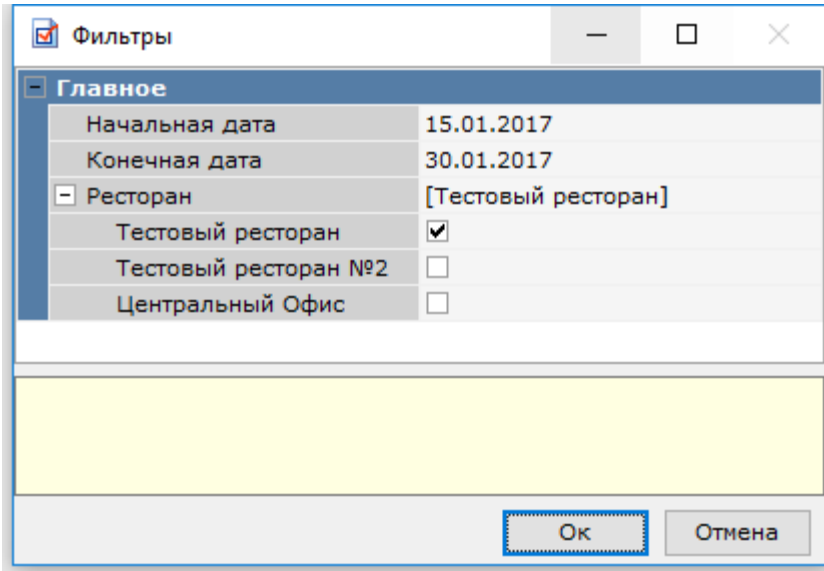 Фильтры
Главное
Начальная дата 15.01.2017
Конечная дата 30.01.2017
Ресторан [Тестовый ресторан]
Тестовый ресторан
Тестовый ресторан №2
Центральный Офис
Ок Отмена